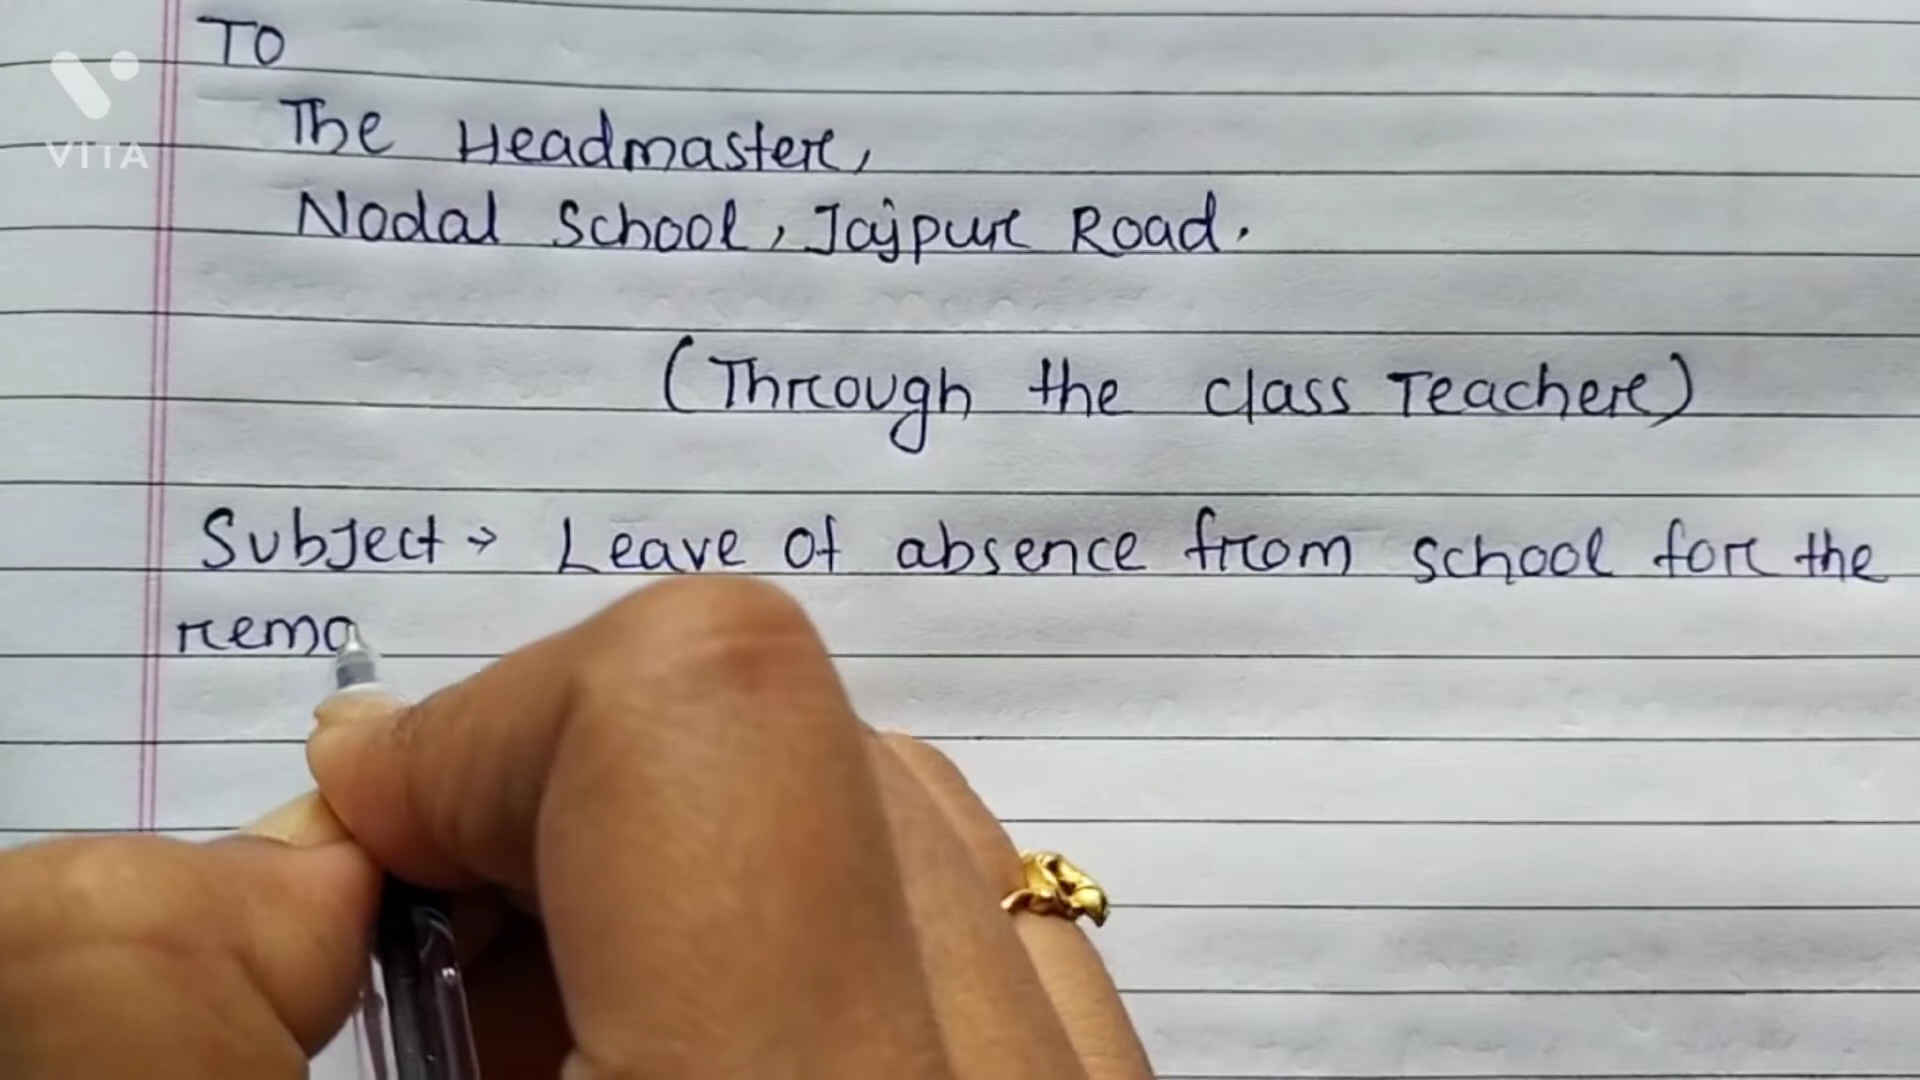 TO
The Headmaster,
Nodal School, Jajpur Road.
(Through the class Teacher)
Subject → Leave of absence from school for the
rema
VITA